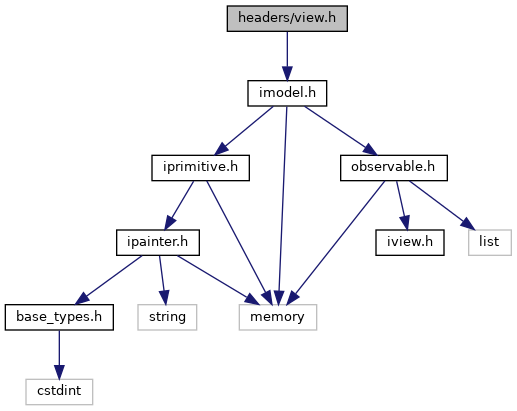 headers/view.h
imodel.h
iprimitive.h
observable.h
ipainter.h
iview.h
list
base_types.h
string
memory
cstdint